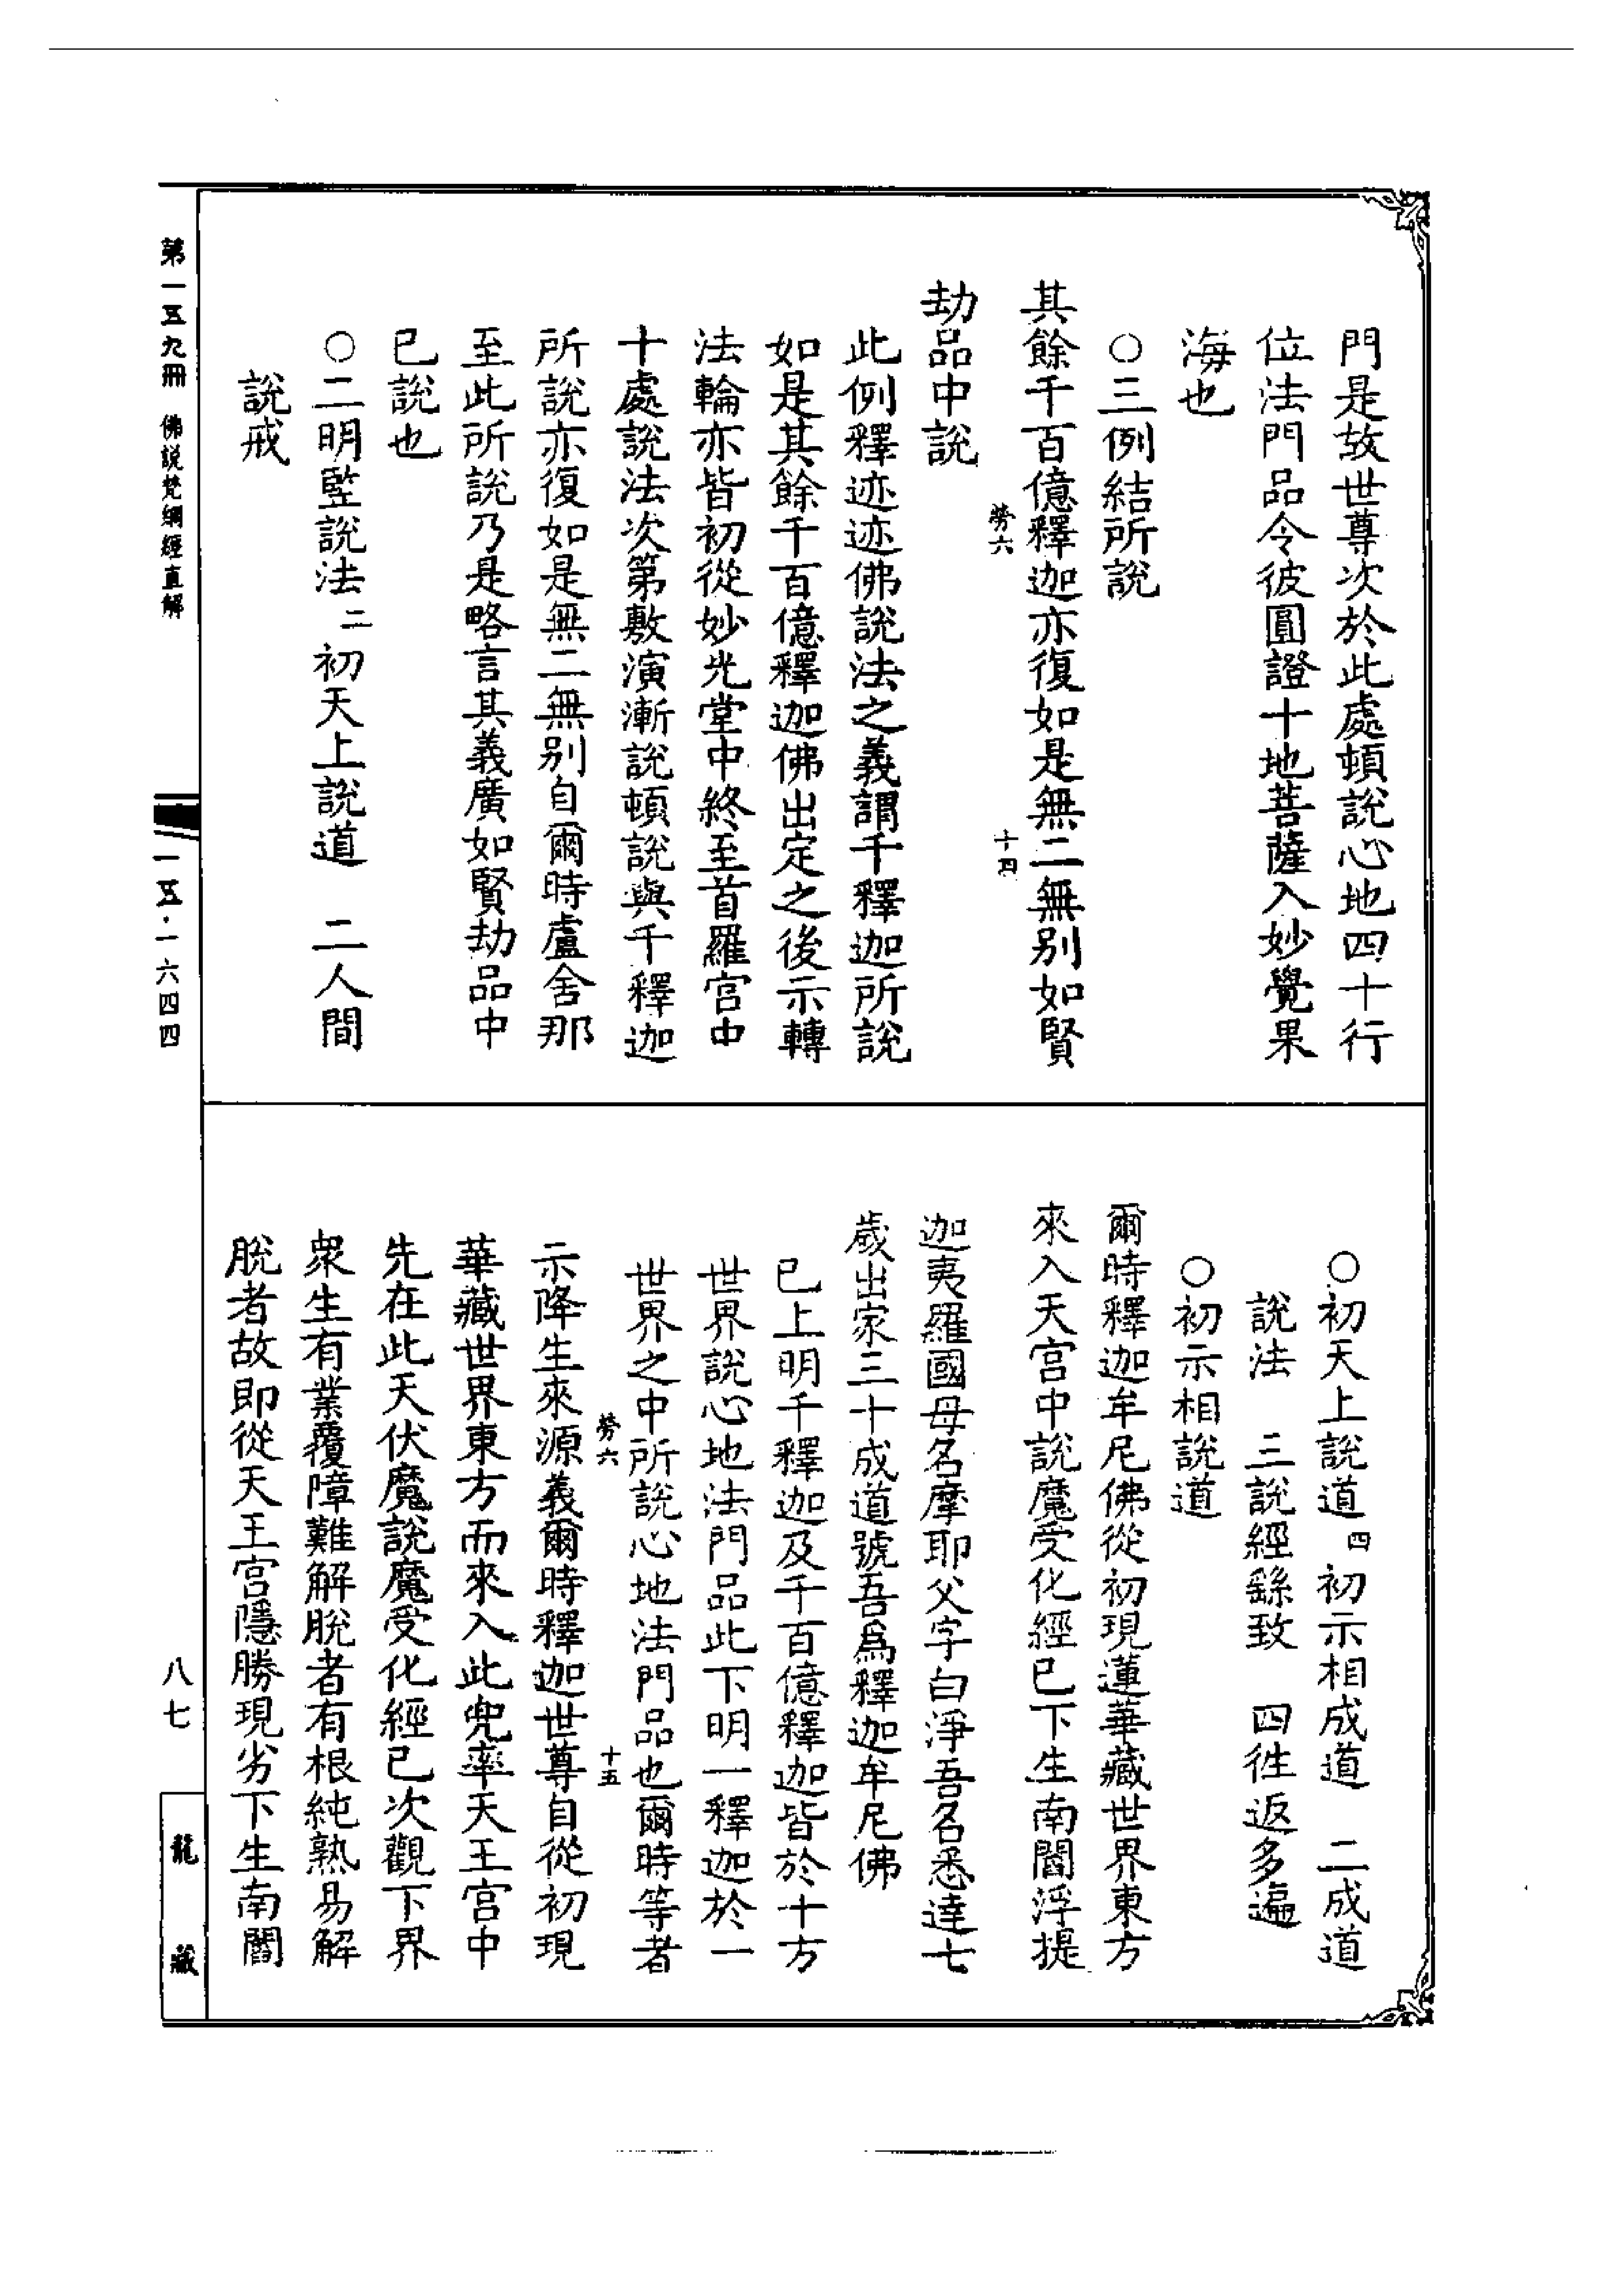 門是故世尊次於此處頓說心地四十行
位法門品令彼圓證十地菩薩入妙覺果
海也
○三例結所說
其餘千百億釋迦亦復如是無二無别如賢
勞六
十四
劫品中說
此例釋迹迹佛說法之義謂千釋迦所說
如是其餘千百億釋迦佛出定之後示轉
法輪亦皆初從妙光堂中終至首羅宫中
十處說法次第敷演漸說頓說與千釋迦
所說亦復如是無二無别自爾時盧舍那
至此所說乃是略言其義廣如賢劫品中
已說也
○二明監說法 二 初天上說道 二人間
說戒
○初天上說道 四 初示相成道 二成道
說法 三說經繇致 四徃返多遍
○初示相說道
爾時釋迦牟尼佛從初現蓮華藏世界東方
來入天宫中說魔受化經已下生南閻浮提
迦夷羅國母名摩耶父字白淨吾名悉達七
歲出家三十成道號吾爲釋迦牟尼佛
已上明千釋迦及千百億釋迦皆於十方
世界說心地法門品此下明一釋迦於一
世界之中所說心地法門品也爾時等者
勞六
十五
示降生來源義爾時釋迦世尊自從初現
華藏世界東方而來入此兜率天王宫中
先在此天伏魔說魔受化經已次觀下界
衆生有業覆障難解脫者有根純熟易解
脫者故即從天王宫隱勝現劣下生南閻
第一五九冊 佛説梵網經直解
一五·一六四四
八七
龍藏